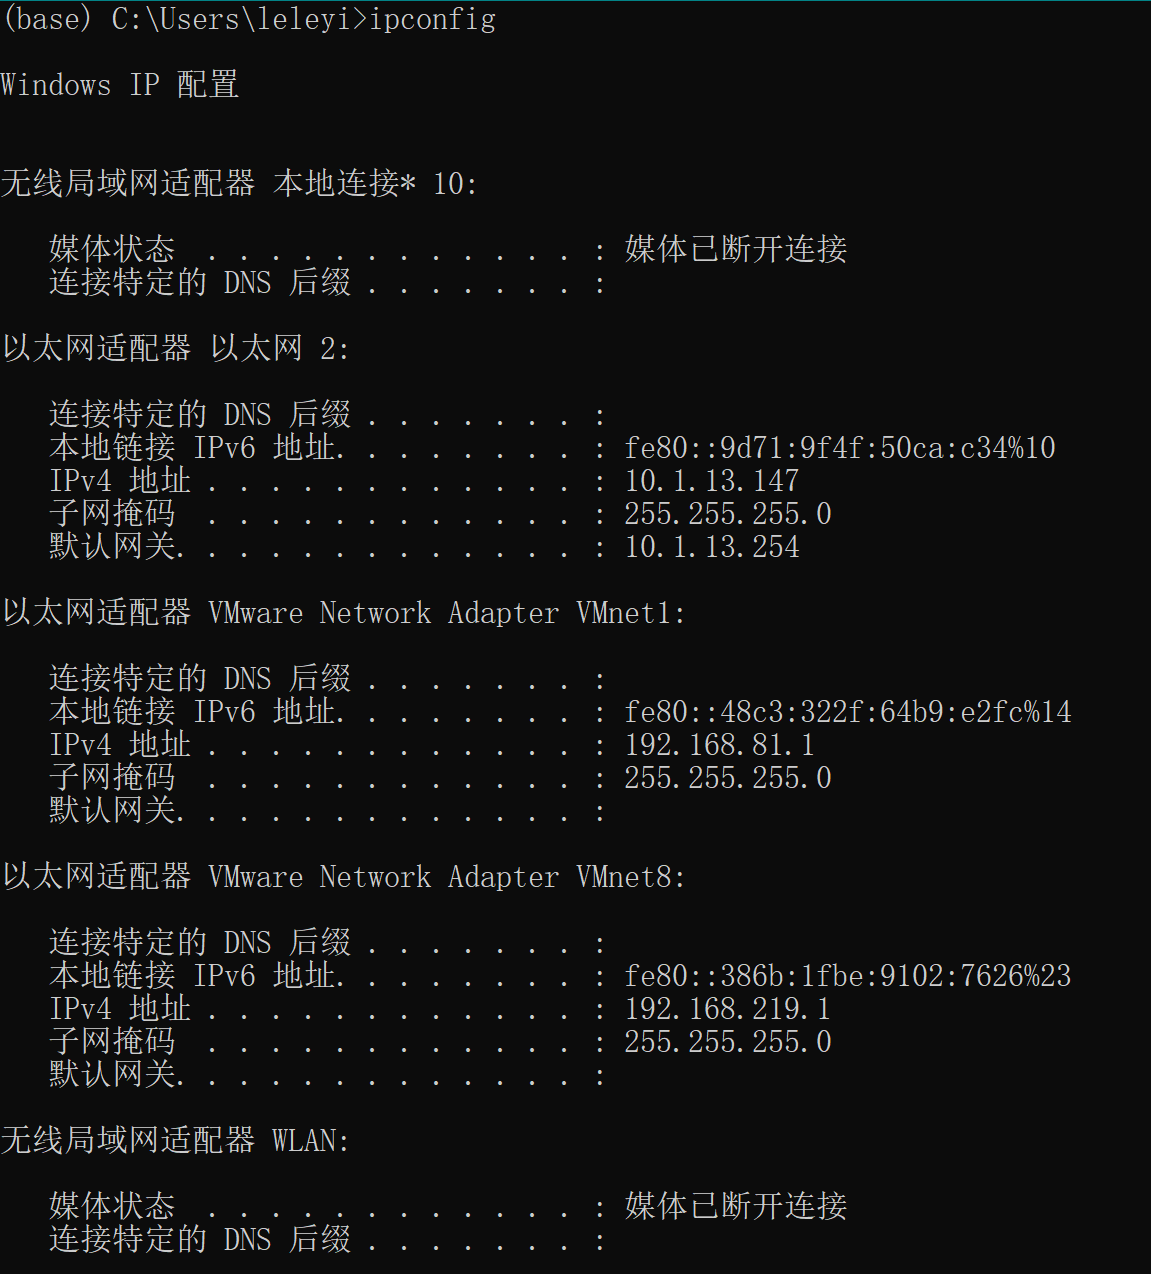 (base) C:\Users\leleyi>ipconfig
Windows IP 配置
无线局域网适配器 本地连接* 10:
   媒体状态  . . . . . . . . . . . . : 媒体已断开连接
   连接特定的 DNS 后缀 . . . . . . . :
以太网适配器 以太网 2:
   连接特定的 DNS 后缀 . . . . . . . :
   本地链接 IPv6 地址. . . . . . . . : fe80::9d71:9f4f:50ca:c34%10
   IPv4 地址 . . . . . . . . . . . . : 10.1.13.147
   子网掩码  . . . . . . . . . . . . : 255.255.255.0
   默认网关. . . . . . . . . . . . . : 10.1.13.254
以太网适配器 VMware Network Adapter VMnet1:
   连接特定的 DNS 后缀 . . . . . . . :
   本地链接 IPv6 地址. . . . . . . . : fe80::48c3:322f:64b9:e2fc%14
   IPv4 地址 . . . . . . . . . . . . : 192.168.81.1
   子网掩码  . . . . . . . . . . . . : 255.255.255.0
   默认网关. . . . . . . . . . . . . :
以太网适配器 VMware Network Adapter VMnet8:
   连接特定的 DNS 后缀 . . . . . . . :
   本地链接 IPv6 地址. . . . . . . . : fe80::386b:1fbe:9102:7626%23
   IPv4 地址 . . . . . . . . . . . . : 192.168.219.1
   子网掩码  . . . . . . . . . . . . : 255.255.255.0
   默认网关. . . . . . . . . . . . . :
无线局域网适配器 WLAN:
   媒体状态  . . . . . . . . . . . . : 媒体已断开连接
   连接特定的 DNS 后缀 . . . . . . . :